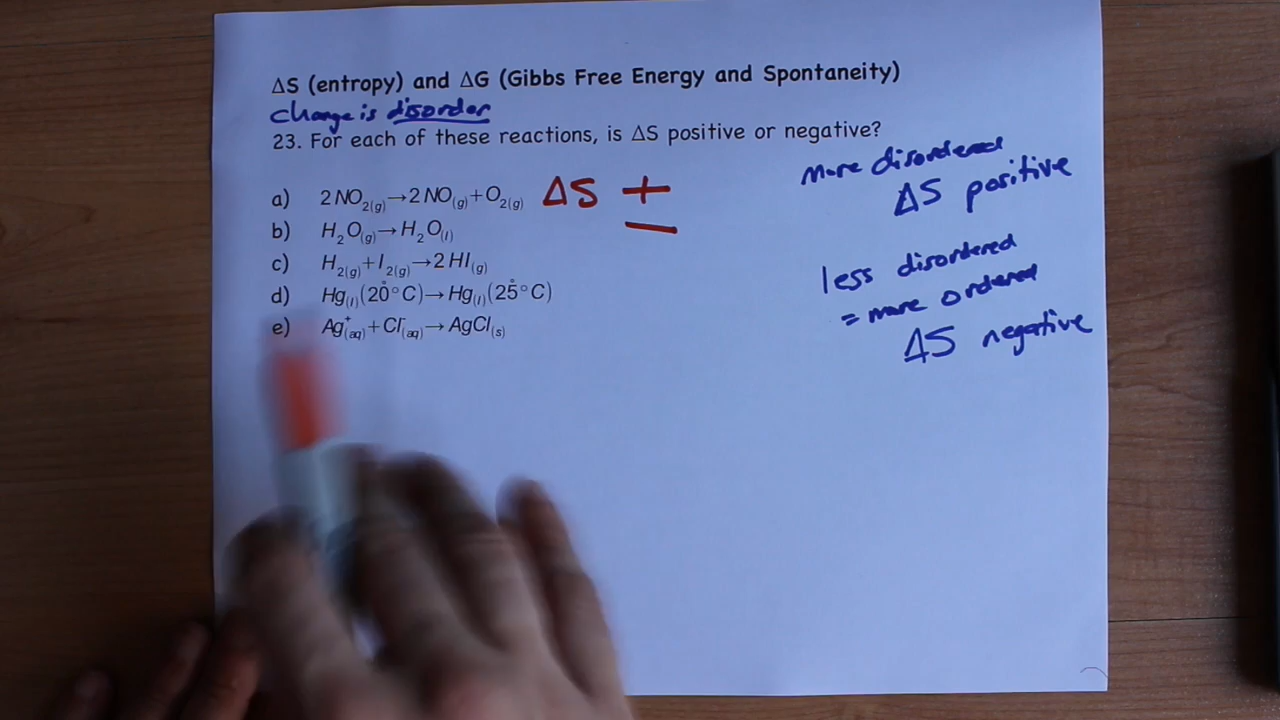 ΔS (entropy) and ΔG (Gibbs Free Energy and Spontaneity)
change is disorder
23. For each of these reactions, is ΔS positive or negative?
a) 2NO₂(g)→2NO(g)+O₂(g) ΔS +
b) H₂O(g)→H₂O(l) −
c) H₂(g)+I₂(g)→2HI(g)
d) Hg(l)(20°C)→Hg(l)(25°C)
e) Ag⁺(aq)+Cl⁻(aq)→AgCl(s)
more disordered
ΔS positive
less disordered
= more ordered
ΔS negative